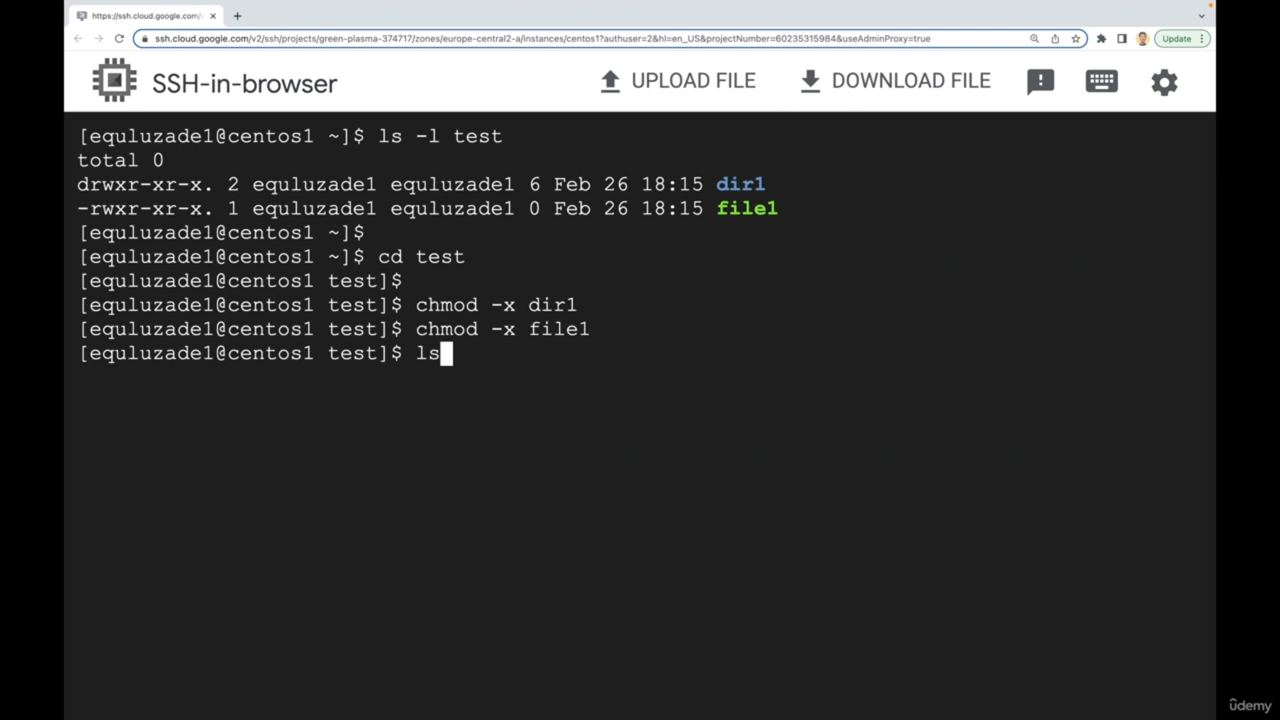 https://ssh.cloud.google.com/v
ssh.cloud.google.com/v2/ssh/projects/green-plasma-374717/zones/europe-central2-a/instances/centos1?authuser=2&hl=en_US&projectNumber=60235315984&useAdminProxy=true
Update
SSH-in-browser
UPLOAD FILE
DOWNLOAD FILE
[equluzade1@centos1 ~]$ ls -l test
total 0
drwxr-xr-x. 2 equluzade1 equluzade1 6 Feb 26 18:15 dir1
-rwxr-xr-x. 1 equluzade1 equluzade1 0 Feb 26 18:15 file1
[equluzade1@centos1 ~]$
[equluzade1@centos1 ~]$ cd test
[equluzade1@centos1 test]$
[equluzade1@centos1 test]$ chmod -x dir1
[equluzade1@centos1 test]$ chmod -x file1
[equluzade1@centos1 test]$ ls
ûdemy